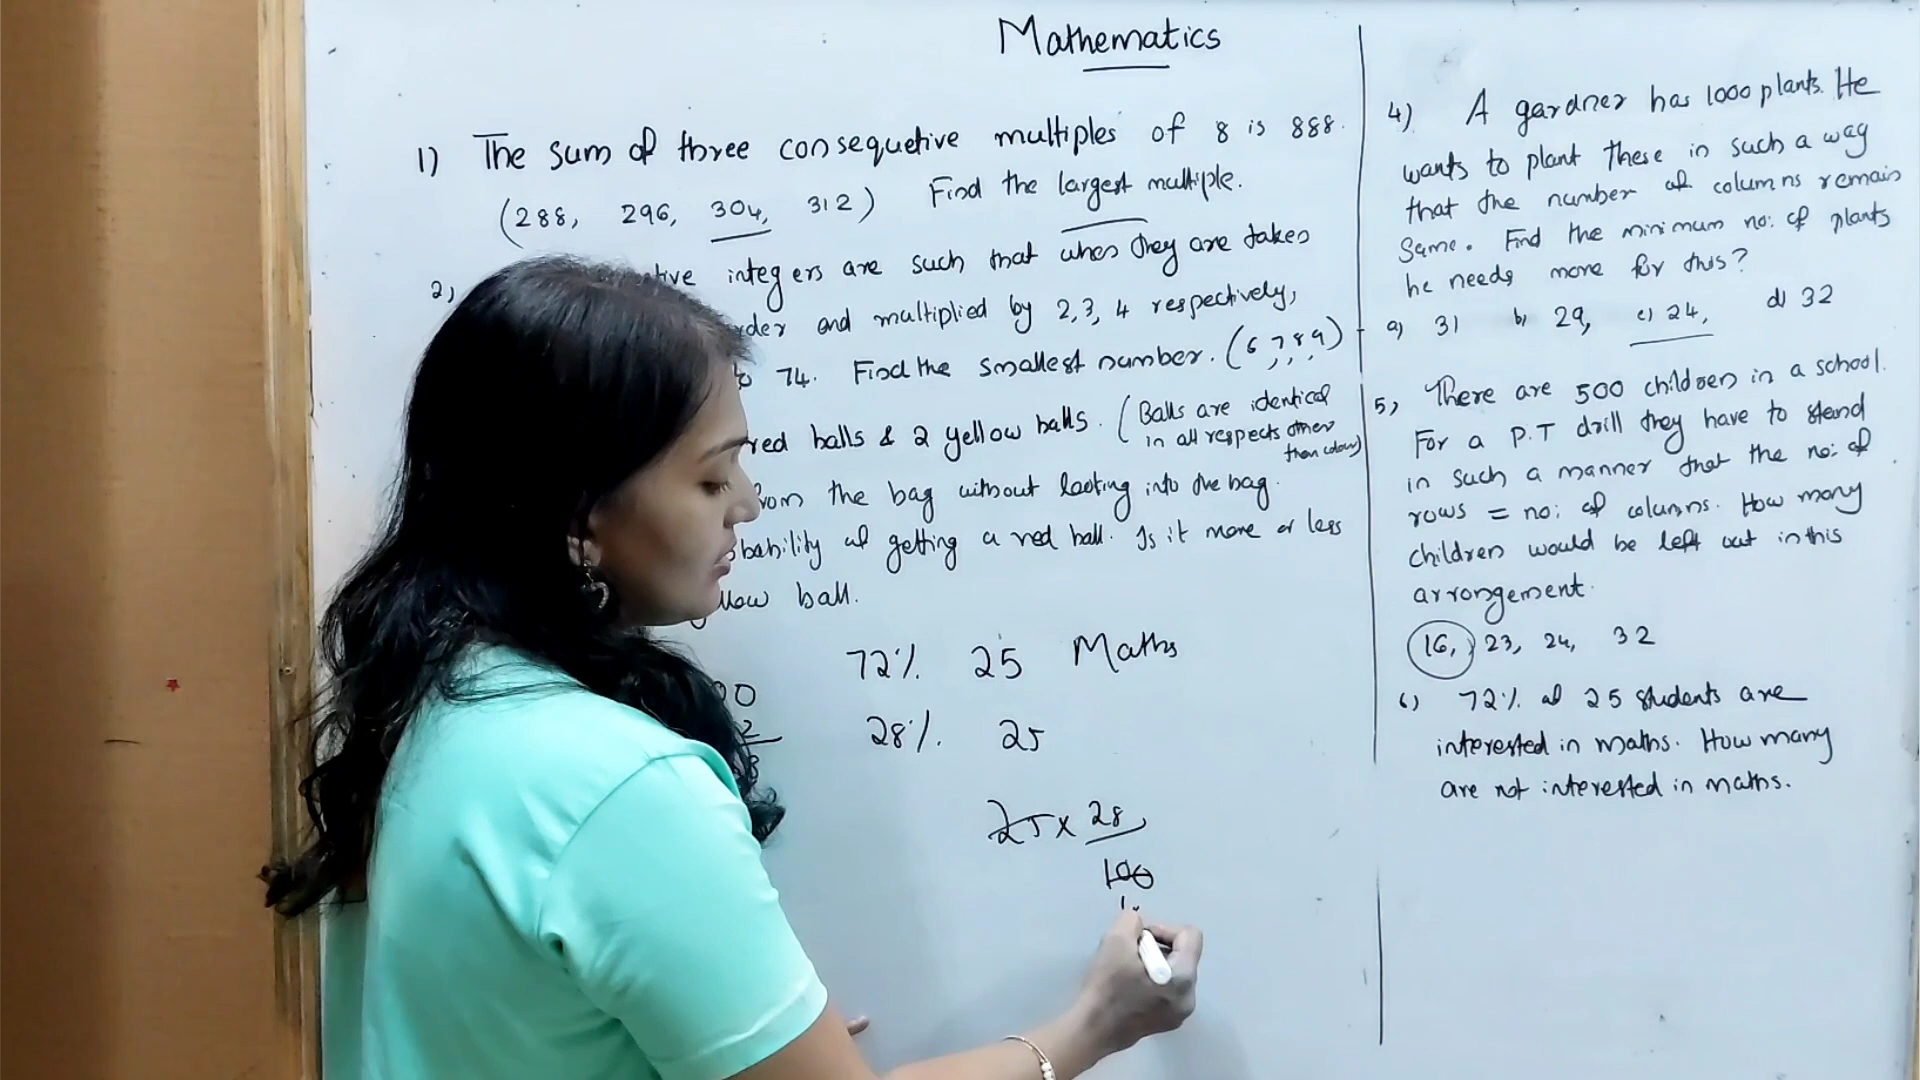 Mathematics
1) The sum of three consequetive multiples of 8 is 888.
(288, 296, 304, 312) Find the largest multiple.
2) integers are such that when they are taken
and multiplied by 2, 3, 4 respectively,
74. Find the smallest number. (6, 7, 8, 9)
red balls & 2 yellow balls. (Balls are identical
in all respects other
than colour)
the bag without looking into the bag.
of getting a red ball. Is it more or less
ball.
72% 25 Maths
28% 25
25 x 28
100
4) A gardner has 1000 plants. He
wants to plant these in such a way
that the number of columns remain
same. Find the minimum no: of plants
he needs more for this?
a) 31 b) 29, c) 24, d) 32
5) There are 500 children in a school.
For a P.T drill they have to stand
in such a manner that the no: of
rows = no: of columns. How many
children would be left out in this
arrangement.
16, 23, 24, 32
6) 72% of 25 students are
interested in maths. How many
are not interested in maths.